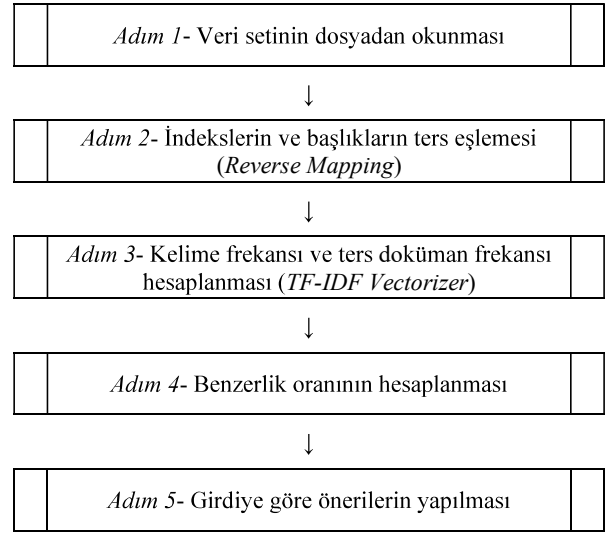 Adım 1- Veri setinin dosyadan okunması
↓
Adım 2- İndekslerin ve başlıkların ters eşlemesi
(Reverse Mapping)
↓
Adım 3- Kelime frekansı ve ters doküman frekansı
hesaplanması (TF-IDF Vectorizer)
↓
Adım 4- Benzerlik oranının hesaplanması
↓
Adım 5- Girdiye göre önerilerin yapılması